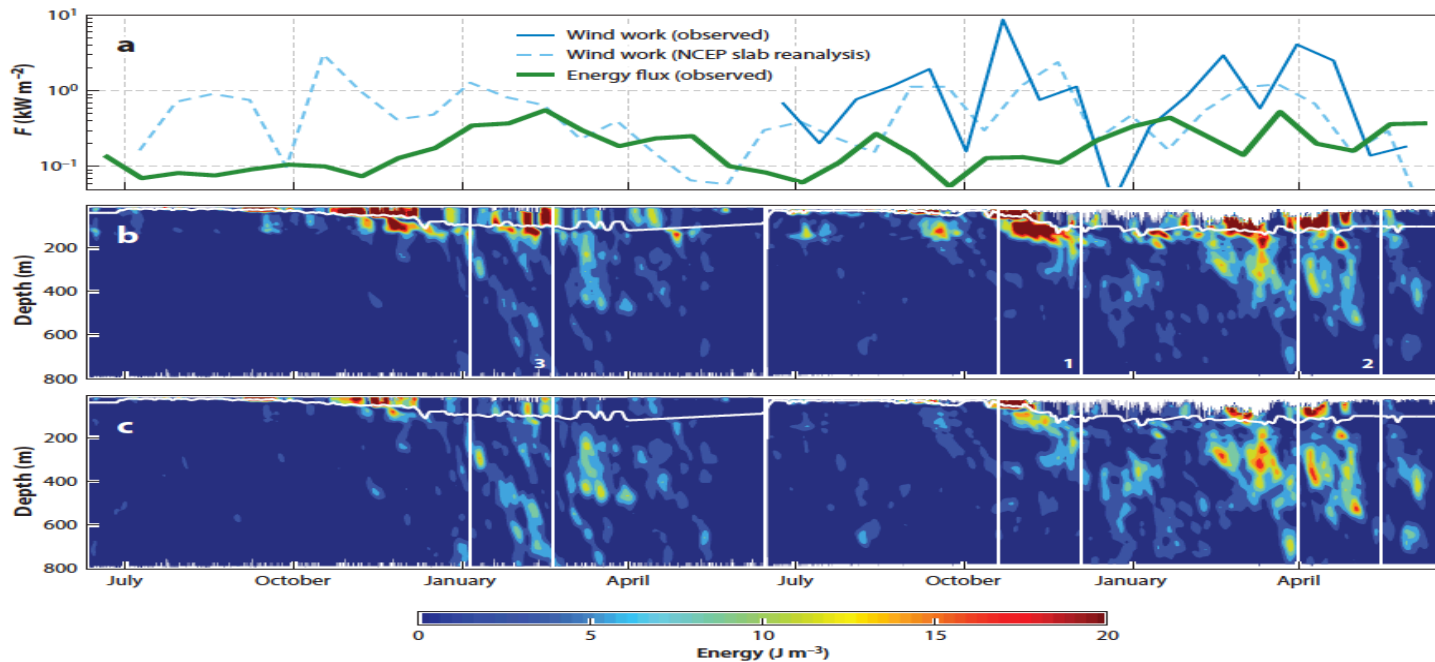 a
Wind work (observed)
Wind work (NCEP slab reanalysis)
Energy flux (observed)
F (kW m⁻²)
10¹
10⁰
10⁻¹
b
Depth (m)
200
400
600
800
3
1
2
c
Depth (m)
200
400
600
800
July
October
January
April
July
October
January
April
0
5
10
15
20
Energy (J m⁻³)